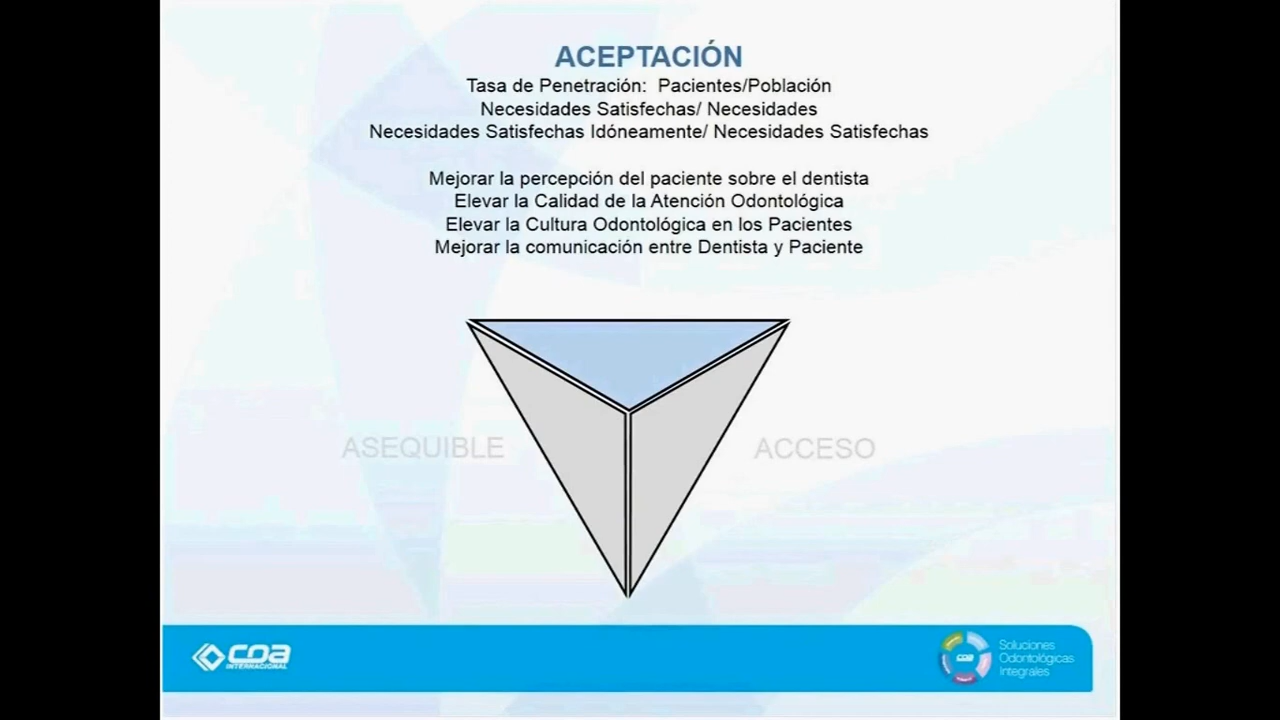 ACEPTACIÓN
Tasa de Penetración: Pacientes/Población
Necesidades Satisfechas/ Necesidades
Necesidades Satisfechas Idóneamente/ Necesidades Satisfechas
Mejorar la percepción del paciente sobre el dentista
Elevar la Calidad de la Atención Odontológica
Elevar la Cultura Odontológica en los Pacientes
Mejorar la comunicación entre Dentista y Paciente
ASEQUIBLE
ACCESO
COA
INTERNACIONAL
COA
Soluciones
Odontológicas
Integrales